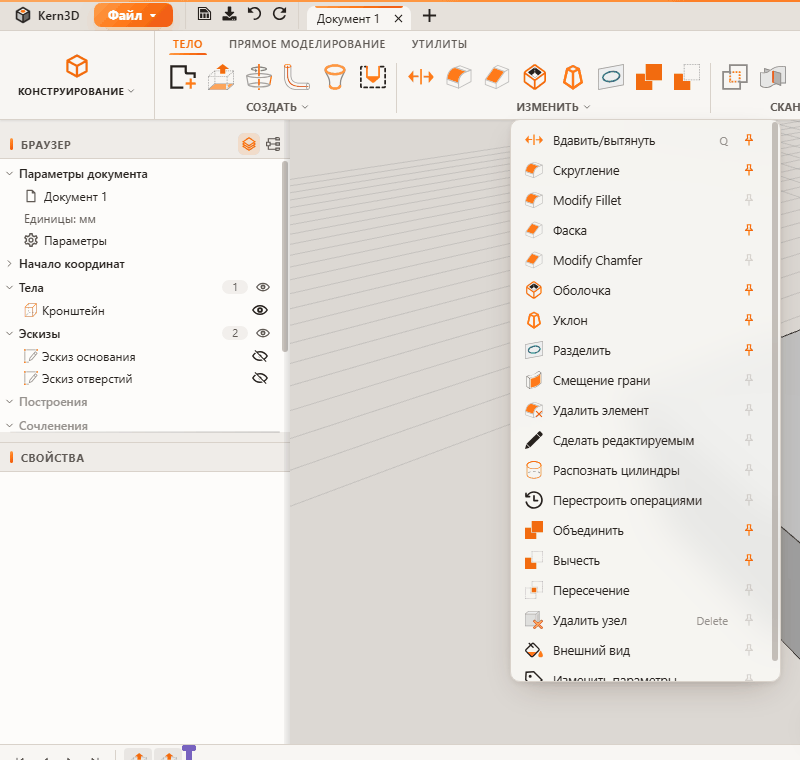 Kern3D
Файл
Документ 1
КОНСТРУИРОВАНИЕ
ТЕЛО ПРЯМОЕ МОДЕЛИРОВАНИЕ УТИЛИТЫ
СОЗДАТЬ
ИЗМЕНИТЬ
СКАН
БРАУЗЕР
Параметры документа
Документ 1
Единицы: мм
Параметры
Начало координат
Тела 1
Кронштейн
Эскизы 2
Эскиз основания
Эскиз отверстий
Построения
Сочленения
СВОЙСТВА
Вдавить/вытянуть Q
Скругление
Modify Fillet
Фаска
Modify Chamfer
Оболочка
Уклон
Разделить
Смещение грани
Удалить элемент
Сделать редактируемым
Распознать цилиндры
Перестроить операциями
Объединить
Вычесть
Пересечение
Удалить узел Delete
Внешний вид
Изменить параметры